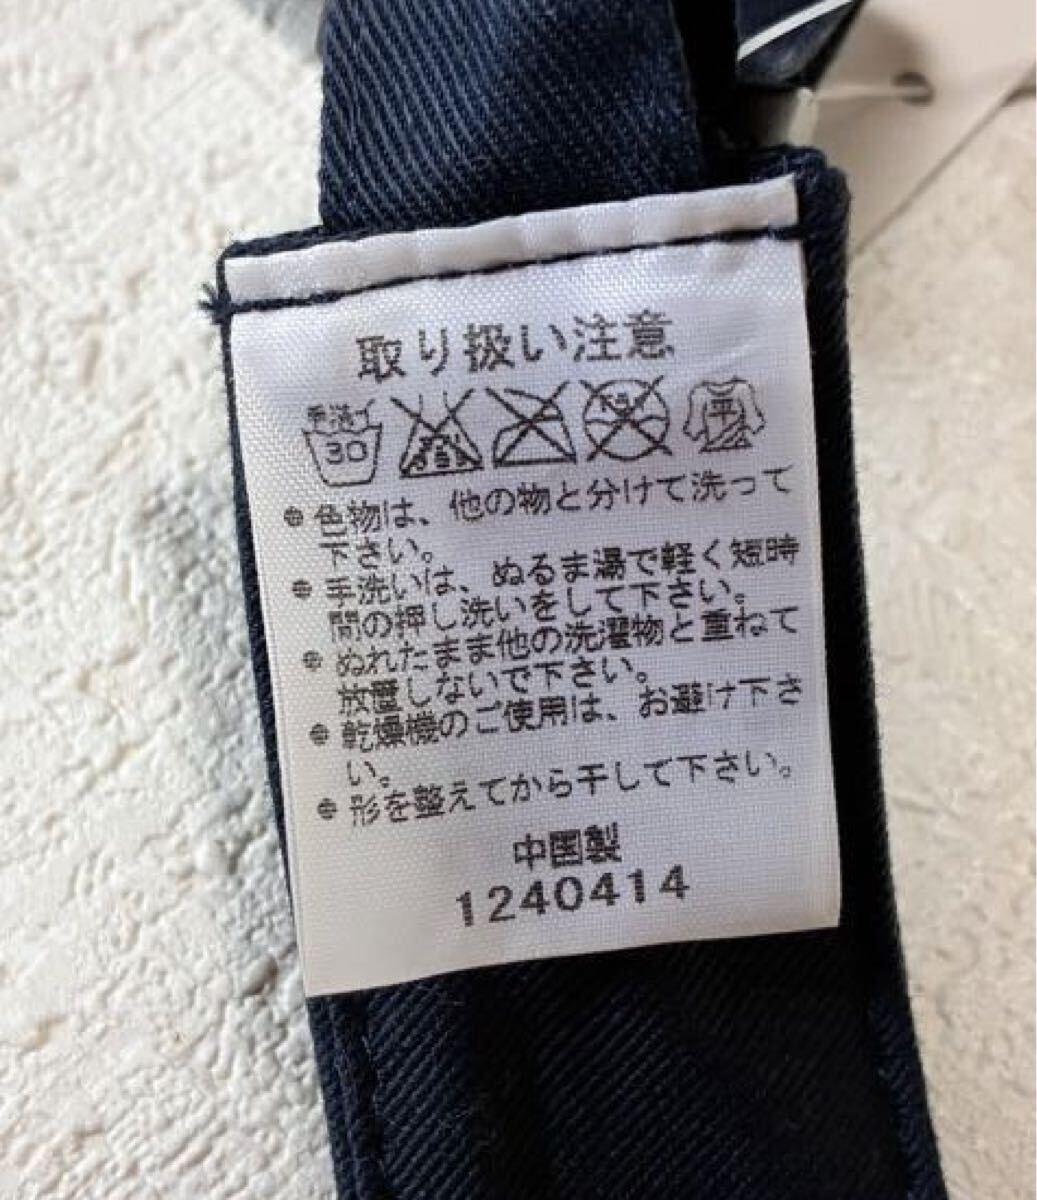 取り扱い注意
手洗イ
30
平
色物は、他の物と分けて洗って
下さい。
手洗いは、ぬるま湯で軽く短時
間の押し洗いをして下さい。
ぬれたまま他の洗濯物と重ねて
放置しないで下さい。
乾燥機のご使用は、お避け下さ
い。
形を整えてから干して下さい。
中国製
1240414